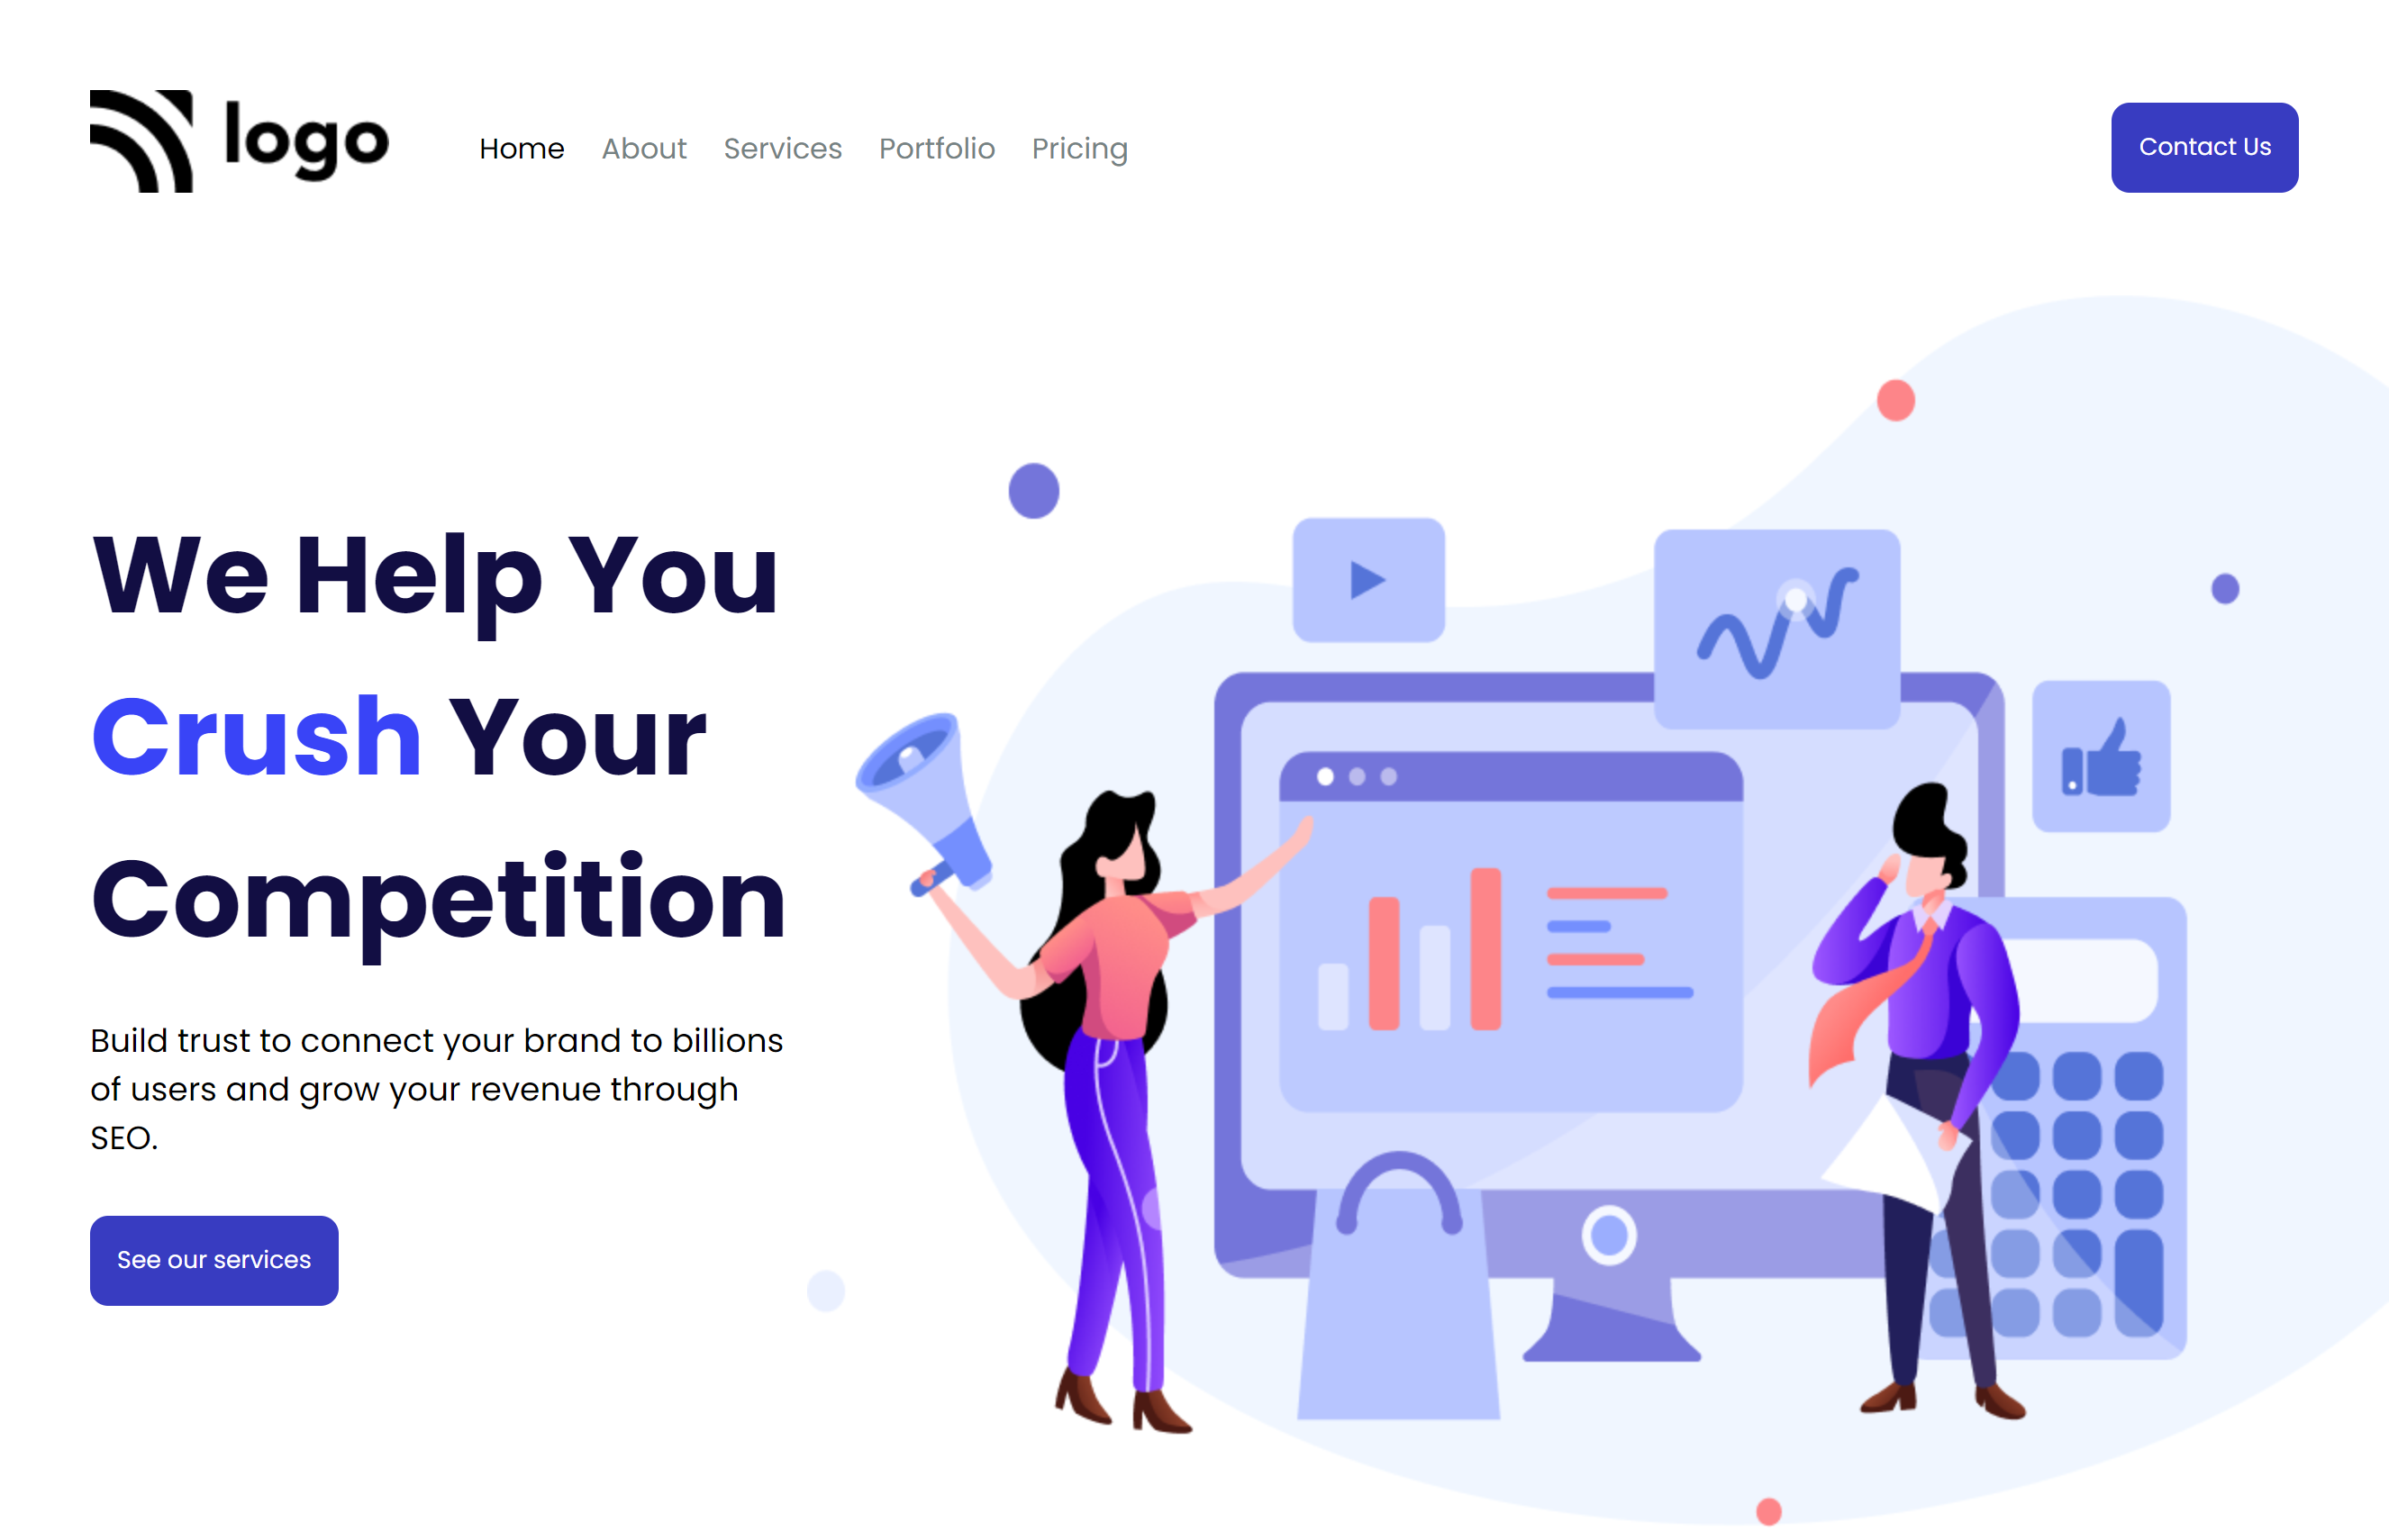 logo
Home About Services Portfolio Pricing
Contact Us
We Help You
Crush Your
Competition
Build trust to connect your brand to billions
of users and grow your revenue through
SEO.
See our services